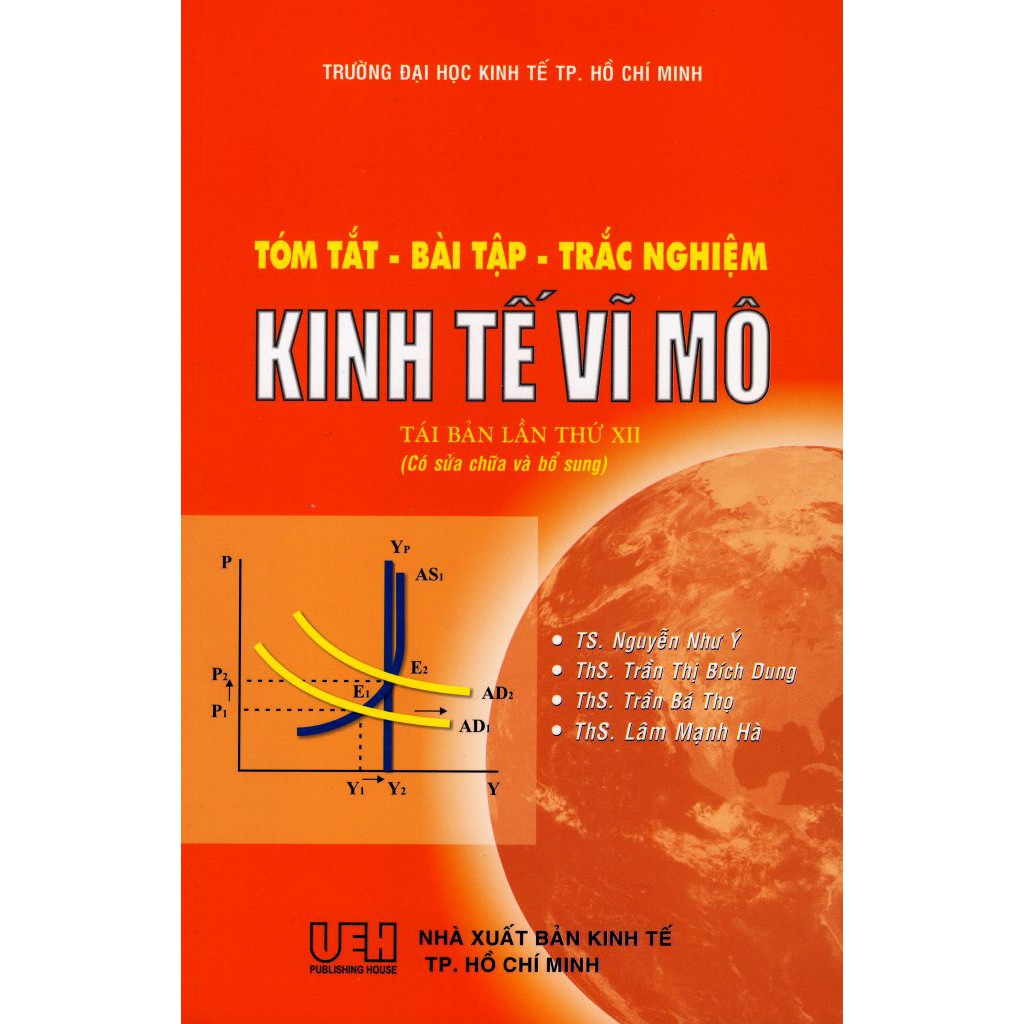 TRƯỜNG ĐẠI HỌC KINH TẾ TP. HỒ CHÍ MINH
TÓM TẮT - BÀI TẬP - TRẮC NGHIỆM
KINH TẾ VĨ MÔ
TÁI BẢN LẦN THỨ XII
(Có sửa chữa và bổ sung)
YP
P
AS1
E2
P2
E1
AD2
P1
AD1
Y1
Y2
Y
• TS. Nguyễn Như Ý
• ThS. Trần Thị Bích Dung
• ThS. Trần Bá Thọ
• ThS. Lâm Mạnh Hà
UEH
PUBLISHING HOUSE
NHÀ XUẤT BẢN KINH TẾ
TP. HỒ CHÍ MINH